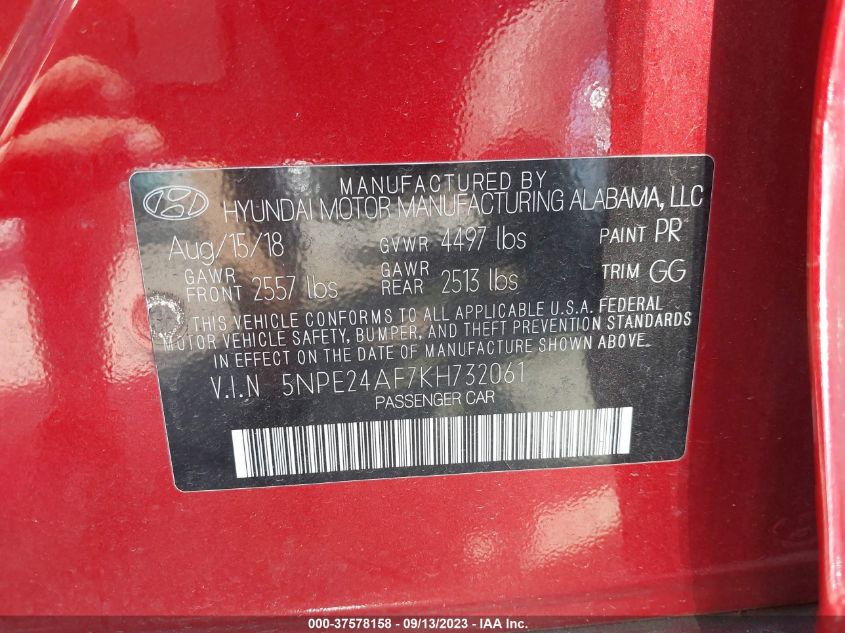 MANUFACTURED BY
HYUNDAI MOTOR MANUFACTURING ALABAMA, LLC
Aug/15/18 GVWR 4497 lbs PAINT PR
GAWR FRONT 2557 lbs GAWR REAR 2513 lbs TRIM GG
THIS VEHICLE CONFORMS TO ALL APPLICABLE U.S.A. FEDERAL
MOTOR VEHICLE SAFETY, BUMPER, AND THEFT PREVENTION STANDARDS
IN EFFECT ON THE DATE OF MANUFACTURE SHOWN ABOVE.
V.I.N 5NPE24AF7KH732061
PASSENGER CAR
000-37578158 - 09/13/2023 - IAA Inc.